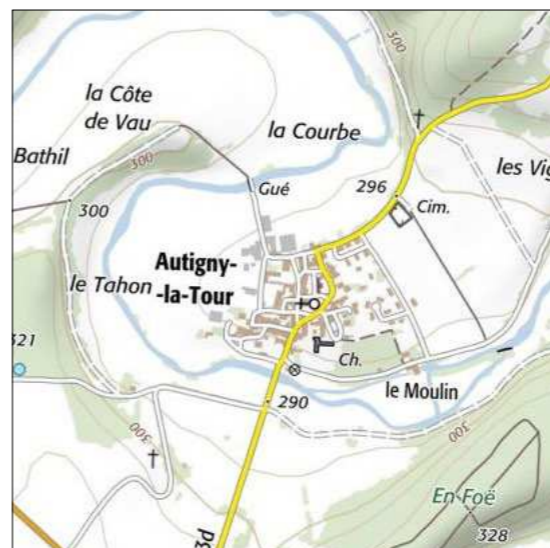 300
la Côte
de Vau
la Courbe
300
Bathil
Gué
296
Cim.
les Vig
300
Autigny-
-la-Tour
le Tahon
321
Ch.
le Moulin
290
300
300
En-Foë
328
3d